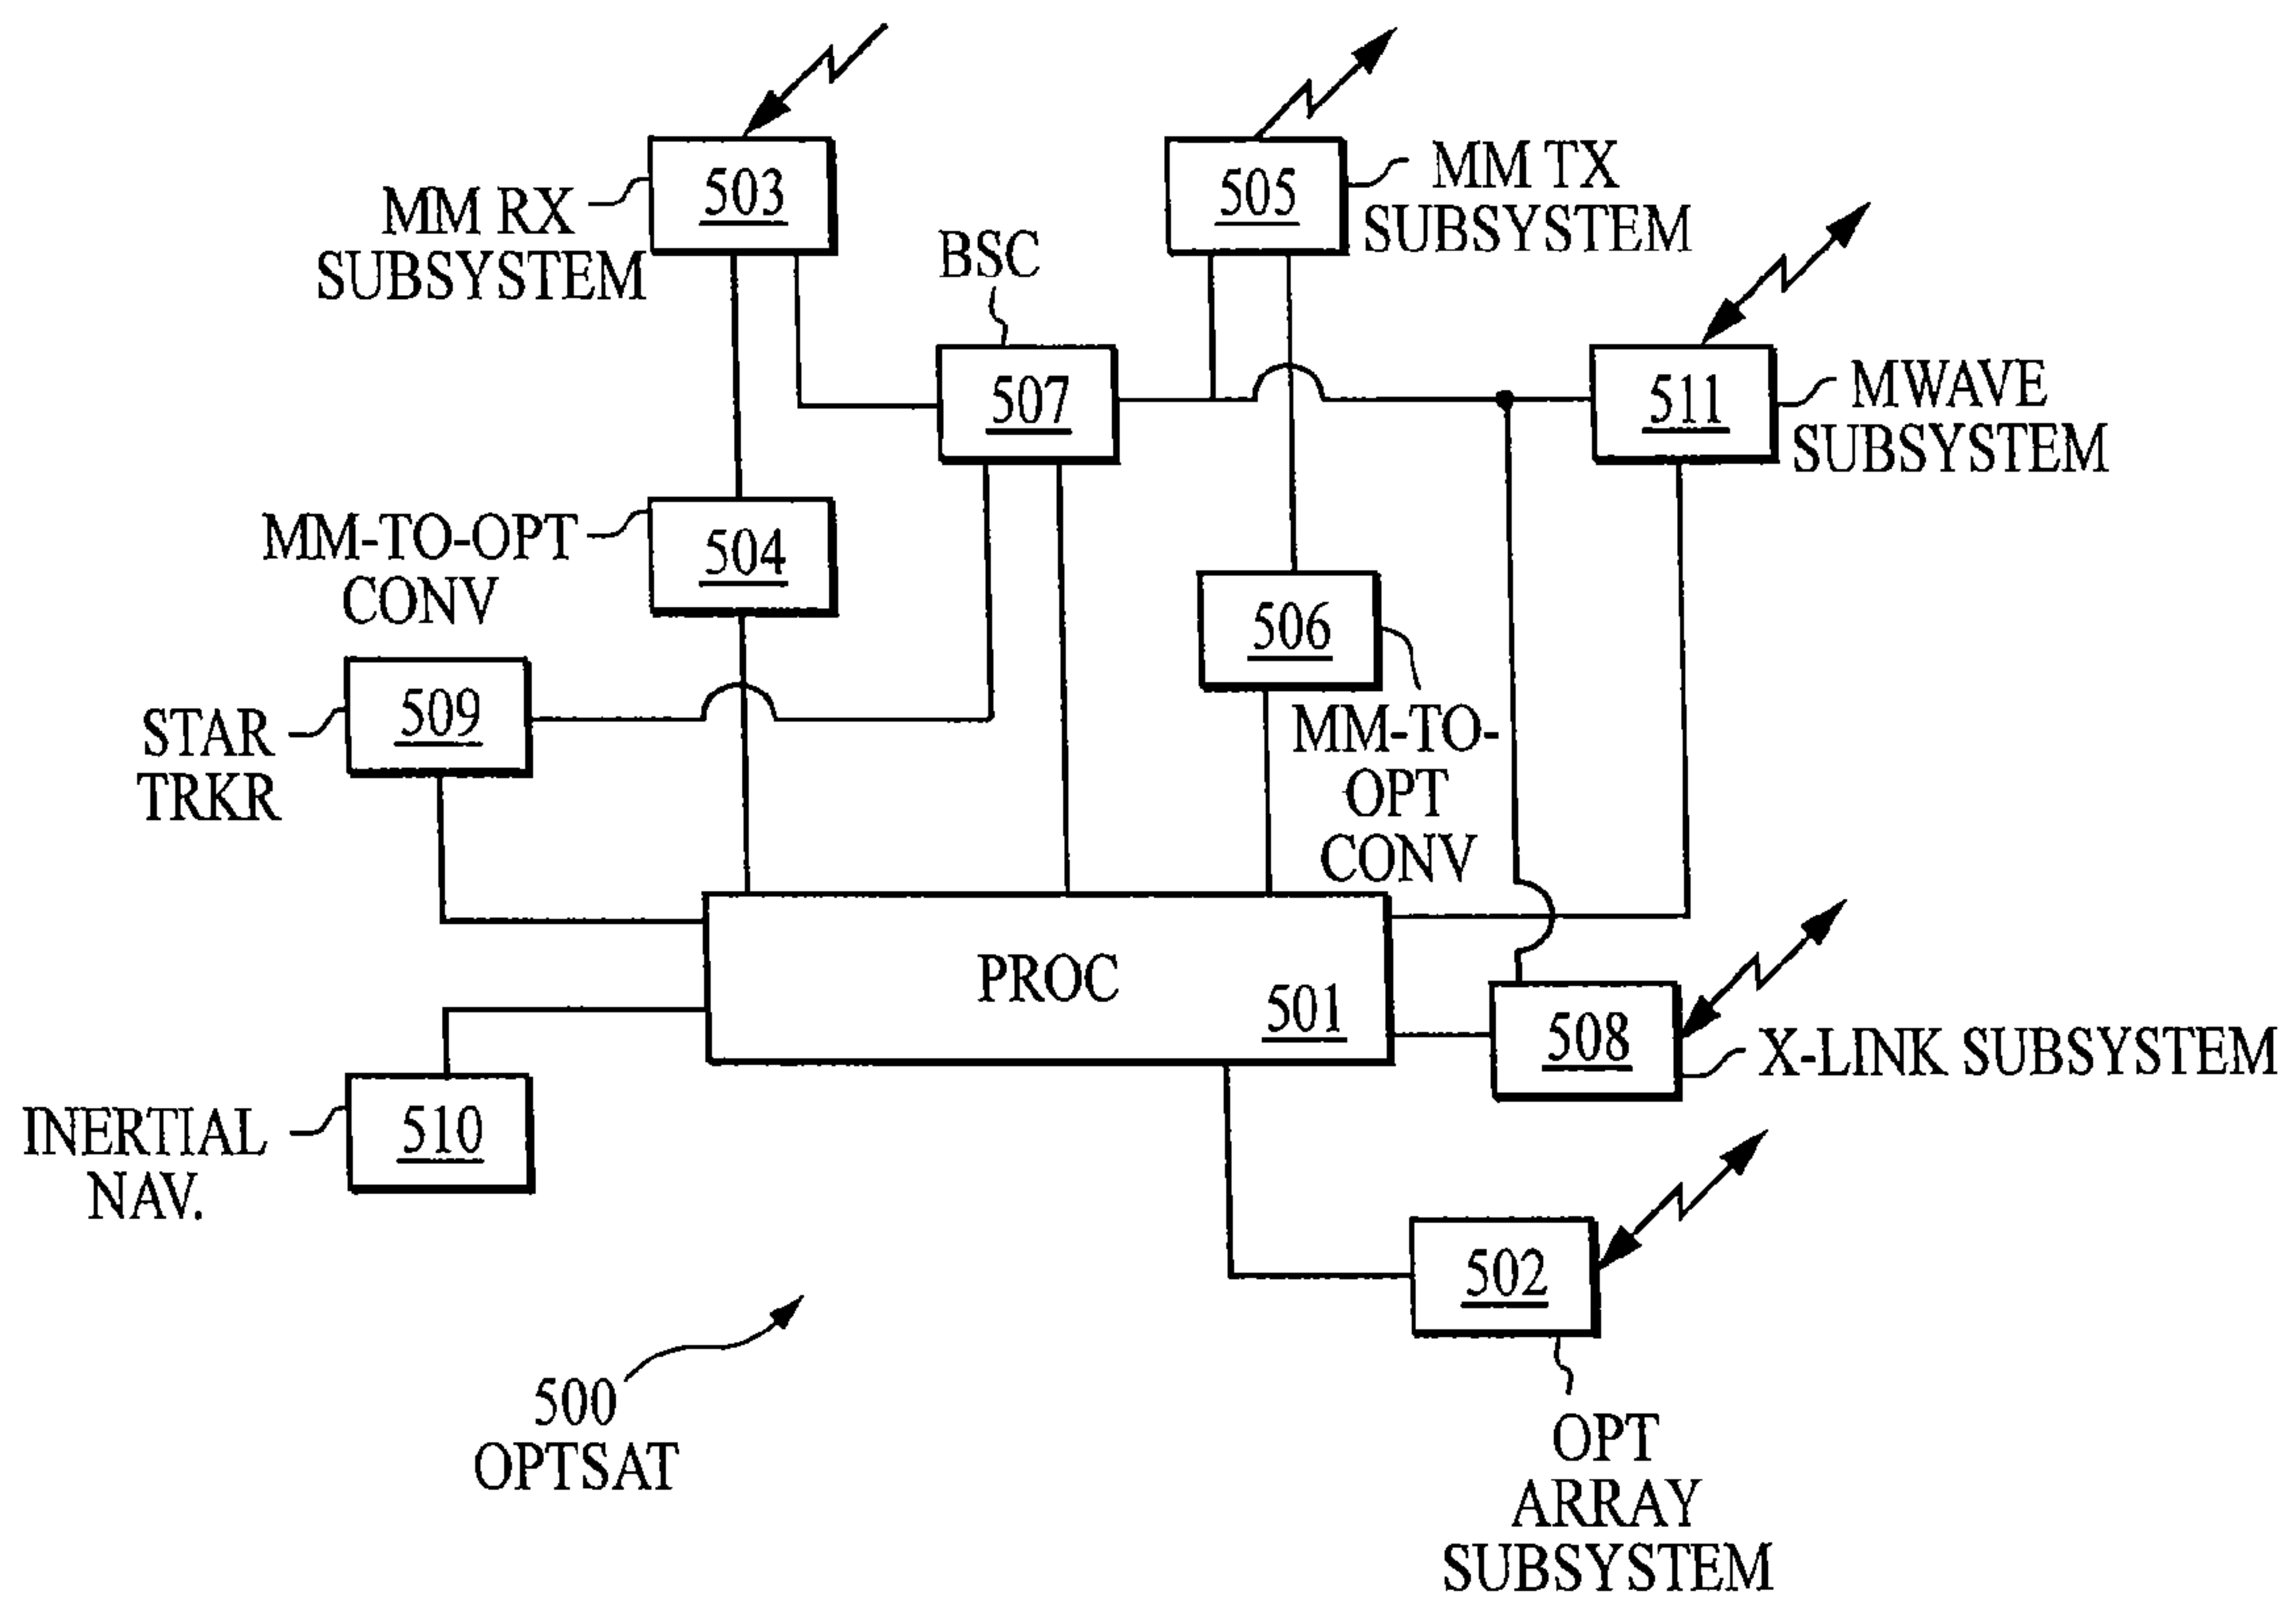 503
MM RX
SUBSYSTEM
505
MM TX
SUBSYSTEM
BSC
507
511
MWAVE
SUBSYSTEM
MM-TO-OPT
CONV
504
506
MM-TO-
OPT
CONV
509
STAR
TRKR
PROC
501
508
X-LINK SUBSYSTEM
510
INERTIAL
NAV.
502
OPT
ARRAY
SUBSYSTEM
500
OPTSAT